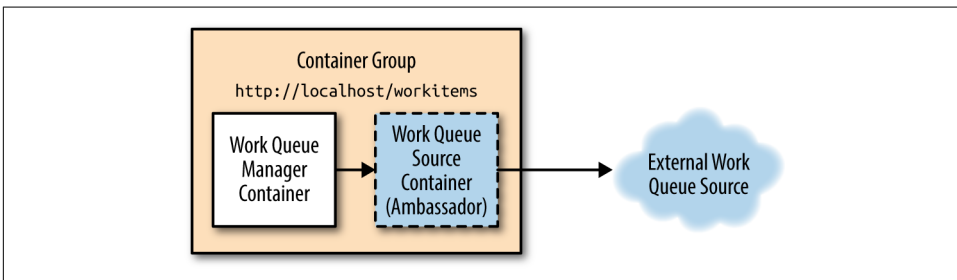 Container Group
http://localhost/workitems
Work Queue
Manager
Container
Work Queue
Source
Container
(Ambassador)
External Work
Queue Source